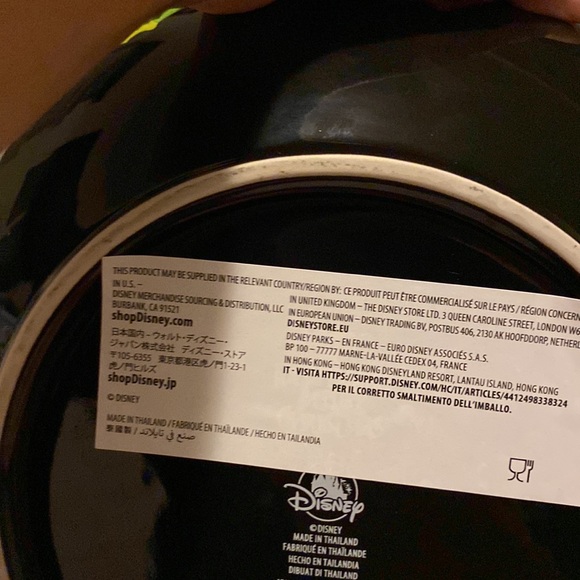 THIS PRODUCT MAY BE SUPPLIED IN THE RELEVANT COUNTRY/REGION BY: CE PRODUIT PEUT ÊTRE COMMERCIALISÉ SUR LE PAYS / RÉGION CONCERN
IN U.S. –
DISNEY MERCHANDISE SOURCING & DISTRIBUTION, LLC
BURBANK, CA 91521
shopDisney.com
日本国内 - ウォルト・ディズニー・
ジャパン株式会社 ディズニー・ストア
〒105-6355 東京都港区虎ノ門1-23-1
虎ノ門ヒルズ
shopDisney.jp
© DISNEY
MADE IN THAILAND / FABRIQUÉ EN THAÏLANDE / HECHO EN TAILANDIA
泰國製 / صنع في تايلاند
IN UNITED KINGDOM – THE DISNEY STORE LTD. 3 QUEEN CAROLINE STREET, LONDON
IN EUROPEAN UNION – DISNEY TRADING BV, POSTBUS 406, 2130 AK HOOFDDORP,
DISNEYSTORE.EU
DISNEY PARKS – EN FRANCE – EURO DISNEY ASSOCIÉS S.A.S.
BP 100 – 77777 MARNE-LA-VALLÉE CEDEX 04, FRANCE
IN HONG KONG – HONG KONG DISNEYLAND RESORT, LANTAU ISLAND, HONG KONG
IT - VISITA HTTPS://SUPPORT.DISNEY.COM/HC/IT/ARTICLES/4412498338324
PER IL CORRETTO SMALTIMENTO DELL'IMBALLO.
Disney
© DISNEY
MADE IN THAILAND
FABRIQUÉ EN THAÏLANDE
HECHO EN TAILANDIA
DIBUAT DI THAILAND